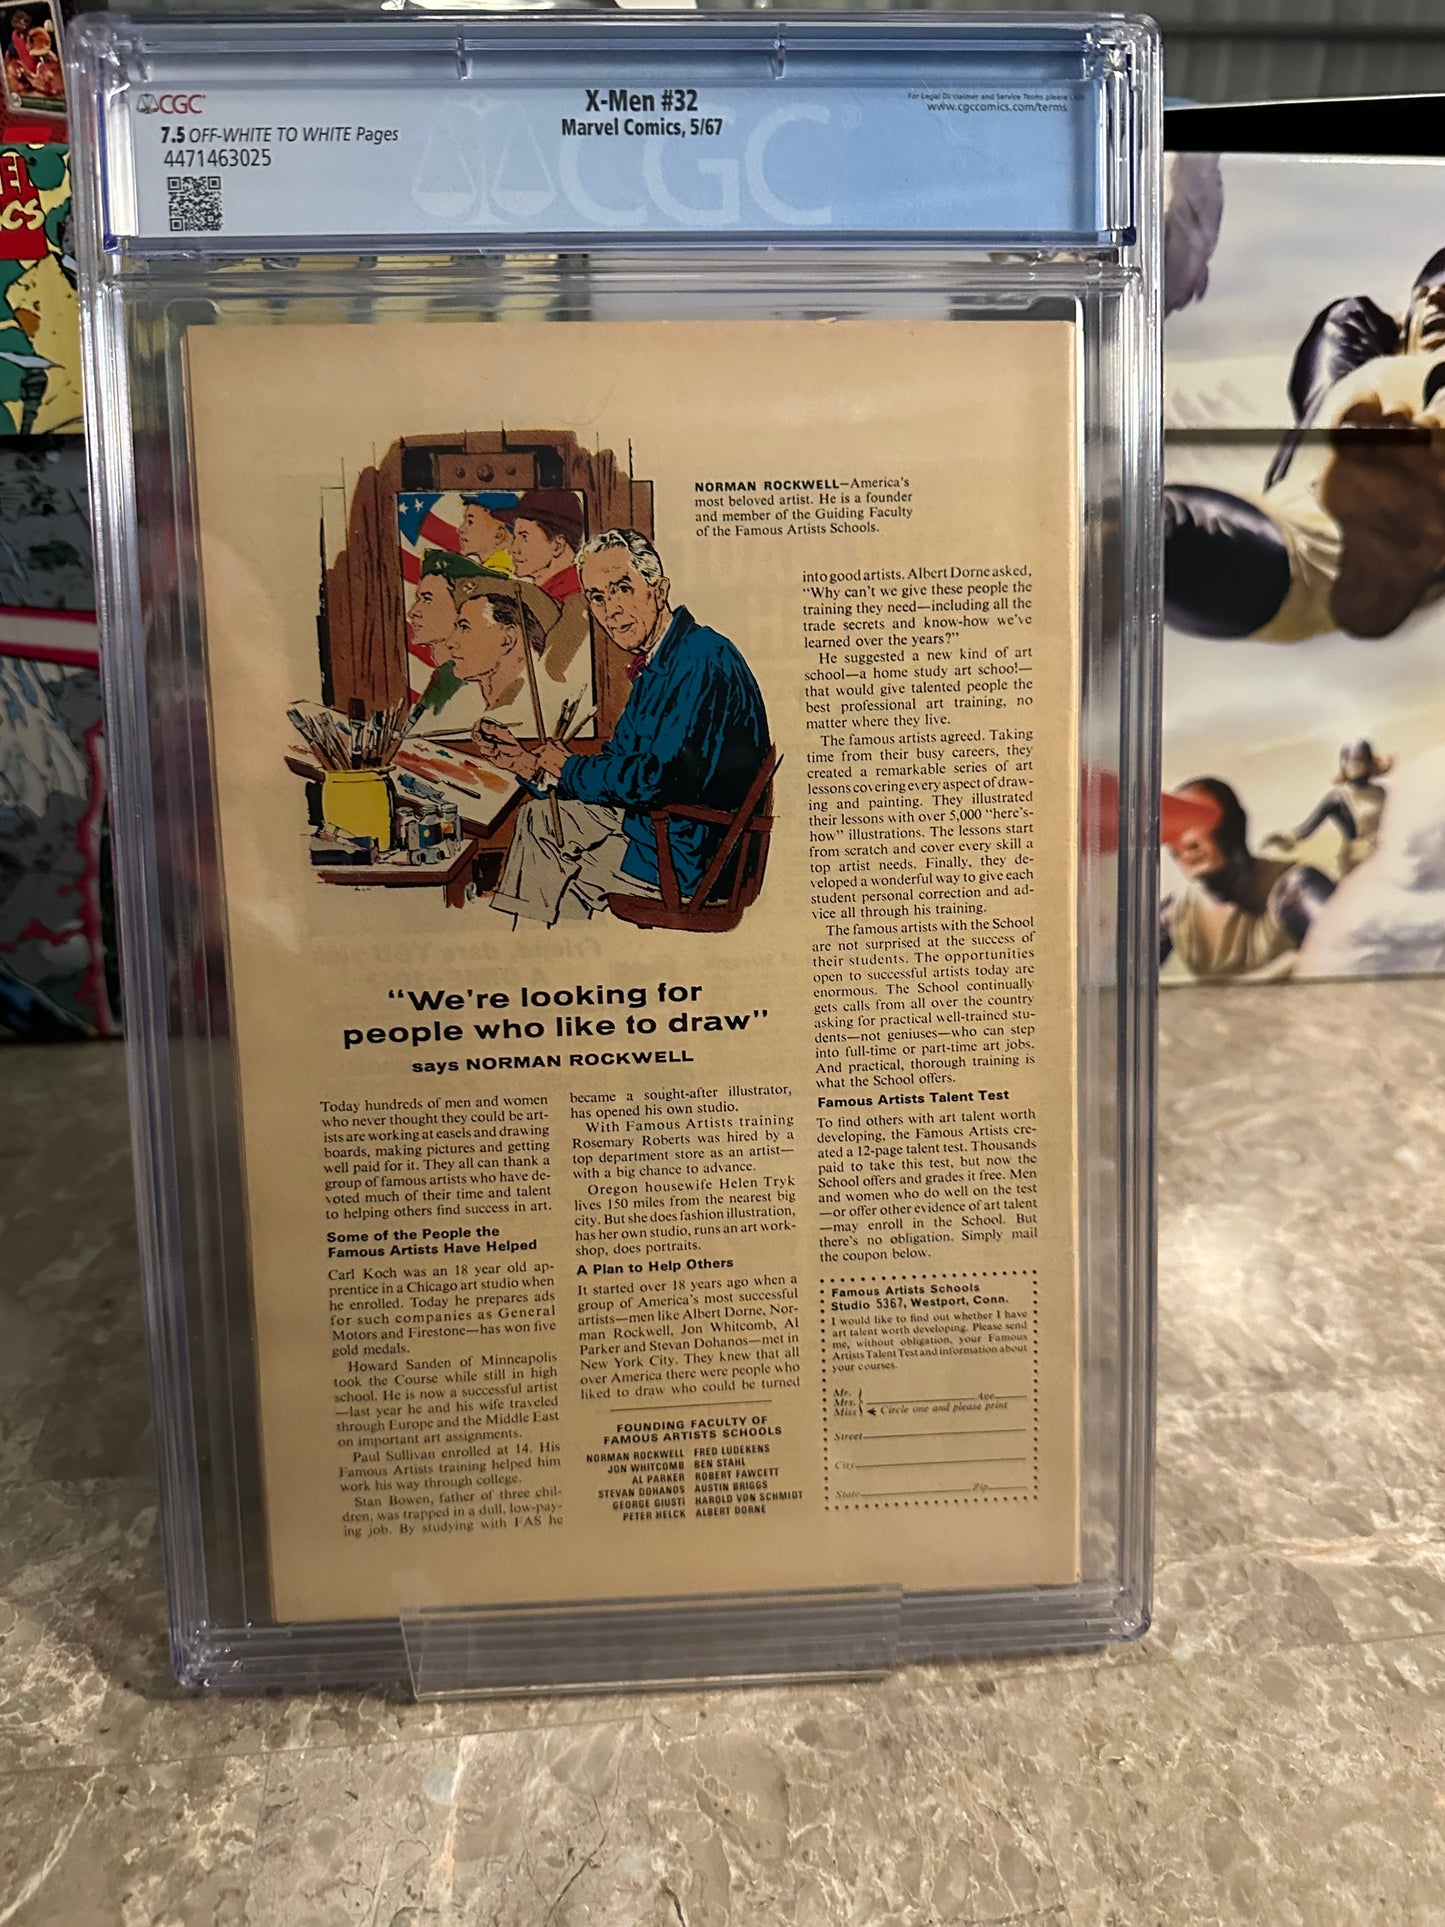 CGC
X-Men #32
Marvel Comics, 5/67
7.5 OFF-WHITE TO WHITE Pages
4471463025
www.cgccomics.com/terms
CGC
NORMAN ROCKWELL—America's
most beloved artist. He is a founder
and member of the Guiding Faculty
of the Famous Artists Schools.
"We're looking for
people who like to draw"
says NORMAN ROCKWELL
Today hundreds of men and women
who never thought they could be art-
ists are working at easels and drawing
boards, making pictures and getting
well paid for it. They all can thank a
group of famous artists who have de-
voted much of their time and talent
to helping others find success in art.
Some of the People the
Famous Artists Have Helped
Carl Koch was an 18 year old ap-
prentice in a Chicago art studio when
he enrolled. Today he prepares ads
for such companies as General
Motors and Firestone—has won five
gold medals.
Howard Sanden of Minneapolis
took the Course while still in high
school. He is now a successful artist
—last year he and his wife traveled
through Europe and the Middle East
on important art assignments.
Paul Sullivan enrolled at 14. His
Famous Artists training helped him
work his way through college.
Stan Bowen, father of three chil-
dren, was trapped in a dull, low-pay-
ing job. By studying with FAS he
became a sought-after illustrator,
has opened his own studio.
With Famous Artists training
Rosemary Roberts was hired by a
top department store as an artist—
with a big chance to advance.
Oregon housewife Helen Tryk
lives 150 miles from the nearest big
city. But she does fashion illustration,
has her own studio, runs an art work-
shop, does portraits.
A Plan to Help Others
It started over 18 years ago when a
group of America's most successful
artists—men like Albert Dorne, Nor-
man Rockwell, Jon Whitcomb, Al
Parker and Stevan Dohanos—met in
New York City. They knew that all
over America there were people who
liked to draw who could be turned
FOUNDING FACULTY OF
FAMOUS ARTISTS SCHOOLS
NORMAN ROCKWELL FRED LUDEKENS
JON WHITCOMB BEN STAHL
AL PARKER ROBERT FAWCETT
STEVAN DOHANOS AUSTIN BRIGGS
GEORGE GIUSTI HAROLD VON SCHMIDT
PETER HELCK ALBERT DORNE
into good artists. Albert Dorne asked,
"Why can't we give these people the
training they need—including all the
trade secrets and know-how we've
learned over the years?"
He suggested a new kind of art
school—a home study art school—
that would give talented people the
best professional art training, no
matter where they live.
The famous artists agreed. Taking
time from their busy careers, they
created a remarkable series of art
lessons covering every aspect of draw-
ing and painting. They illustrated
their lessons with over 5,000 "here's-
how" illustrations. The lessons start
from scratch and cover every skill a
top artist needs. Finally, they de-
veloped a wonderful way to give each
student personal correction and ad-
vice all through his training.
The famous artists with the School
are not surprised at the success of
their students. The opportunities
open to successful artists today are
enormous. The School continually
gets calls from all over the country
asking for practical well-trained stu-
dents—not geniuses—who can step
into full-time or part-time art jobs.
And practical, thorough training is
what the School offers.
Famous Artists Talent Test
To find others with art talent worth
developing, the Famous Artists cre-
ated a 12-page talent test. Thousands
paid to take this test, but now the
School offers and grades it free. Men
and women who do well on the test
—or offer other evidence of art talent
—may enroll in the School. But
there's no obligation. Simply mail
the coupon below.
Famous Artists Schools
Studio 5367, Westport, Conn.
I would like to find out whether I have
art talent worth developing. Please send
me, without obligation, your Famous
Artists Talent Test and information about
your courses.
Mr.
Mrs. Age
Miss Circle one and please print
Street
City
State Zip